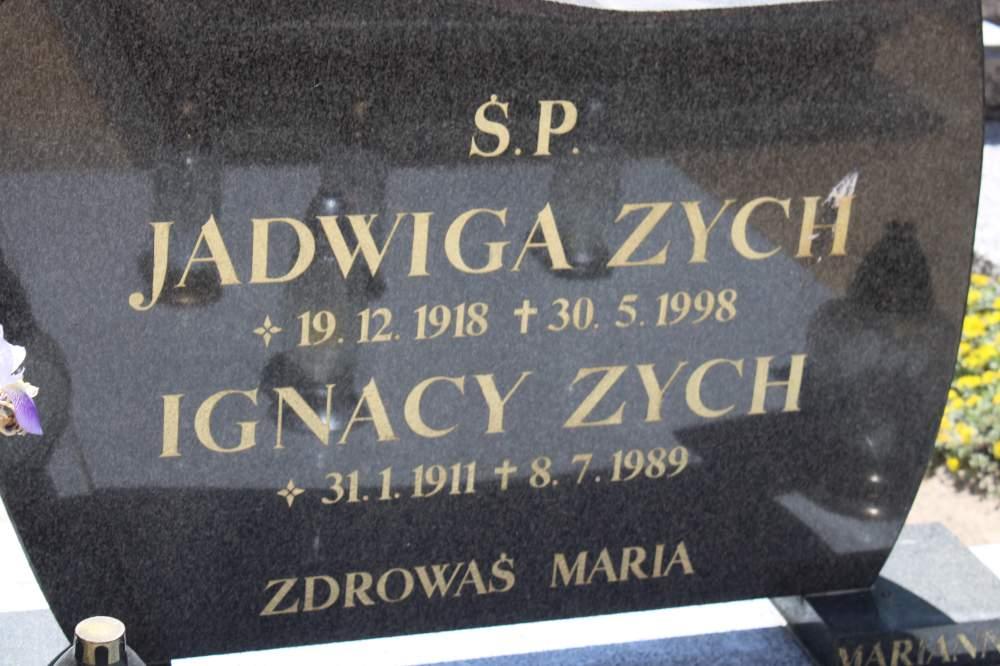 Ś.P.
JADWIGA ZYCH
✧ 19. 12. 1918 ✝ 30. 5. 1998
IGNACY ZYCH
✧ 31. 1. 1911 ✝ 8. 7. 1989
ZDROWAŚ MARIA